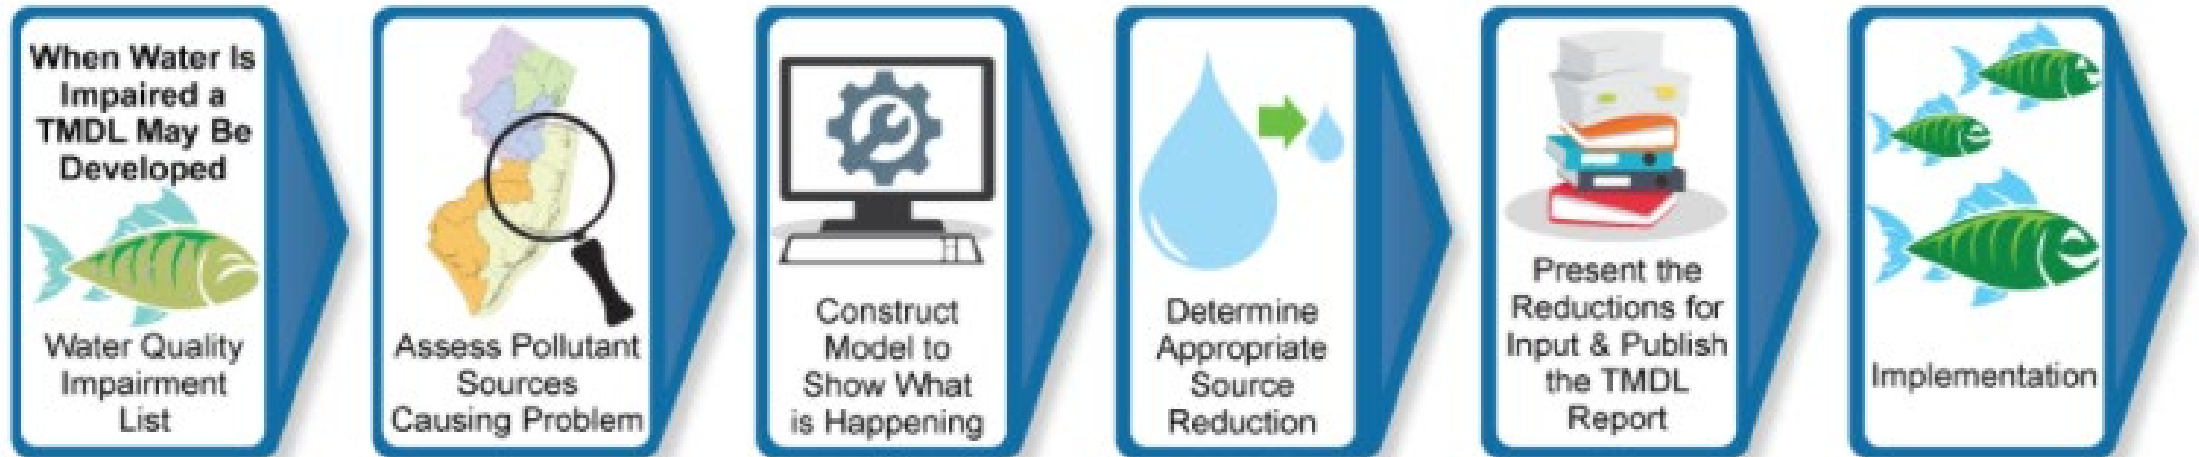 When Water Is
Impaired a
TMDL May Be
Developed
Water Quality
Impairment
List
Assess Pollutant
Sources
Causing Problem
Construct
Model to
Show What
is Happening
Determine
Appropriate
Source
Reduction
Present the
Reductions for
Input & Publish
the TMDL
Report
Implementation